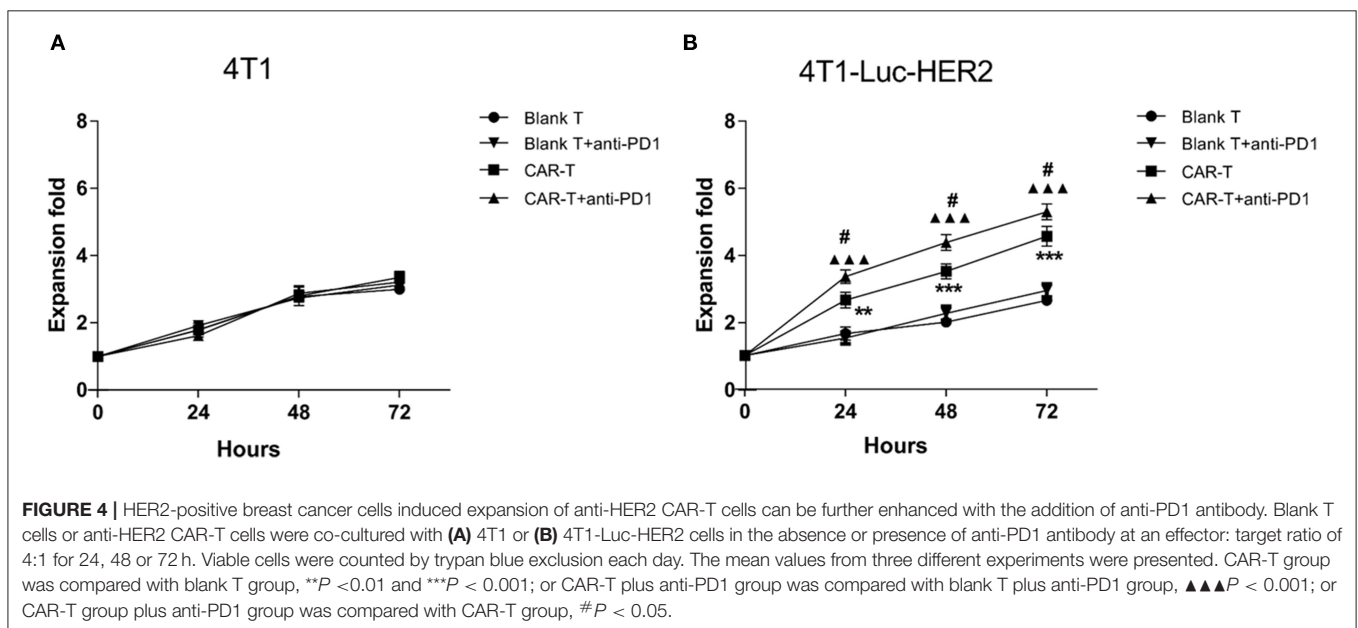 A
4T1
Expansion fold
8
6
4
2
0
0 24 48 72
Hours
Blank T
Blank T+anti-PD1
CAR-T
CAR-T+anti-PD1
B
4T1-Luc-HER2
Expansion fold
8
6
4
2
0
0 24 48 72
Hours
# # #
▲▲▲ ▲▲▲ ▲▲▲
** *** ***
Blank T
Blank T+anti-PD1
CAR-T
CAR-T+anti-PD1
FIGURE 4 | HER2-positive breast cancer cells induced expansion of anti-HER2 CAR-T cells can be further enhanced with the addition of anti-PD1 antibody. Blank T
cells or anti-HER2 CAR-T cells were co-cultured with (A) 4T1 or (B) 4T1-Luc-HER2 cells in the absence or presence of anti-PD1 antibody at an effector: target ratio of
4:1 for 24, 48 or 72 h. Viable cells were counted by trypan blue exclusion each day. The mean values from three different experiments were presented. CAR-T group
was compared with blank T group, **P <0.01 and ***P < 0.001; or CAR-T plus anti-PD1 group was compared with blank T plus anti-PD1 group, ▲▲▲P < 0.001; or
CAR-T group plus anti-PD1 group was compared with CAR-T group, #P < 0.05.